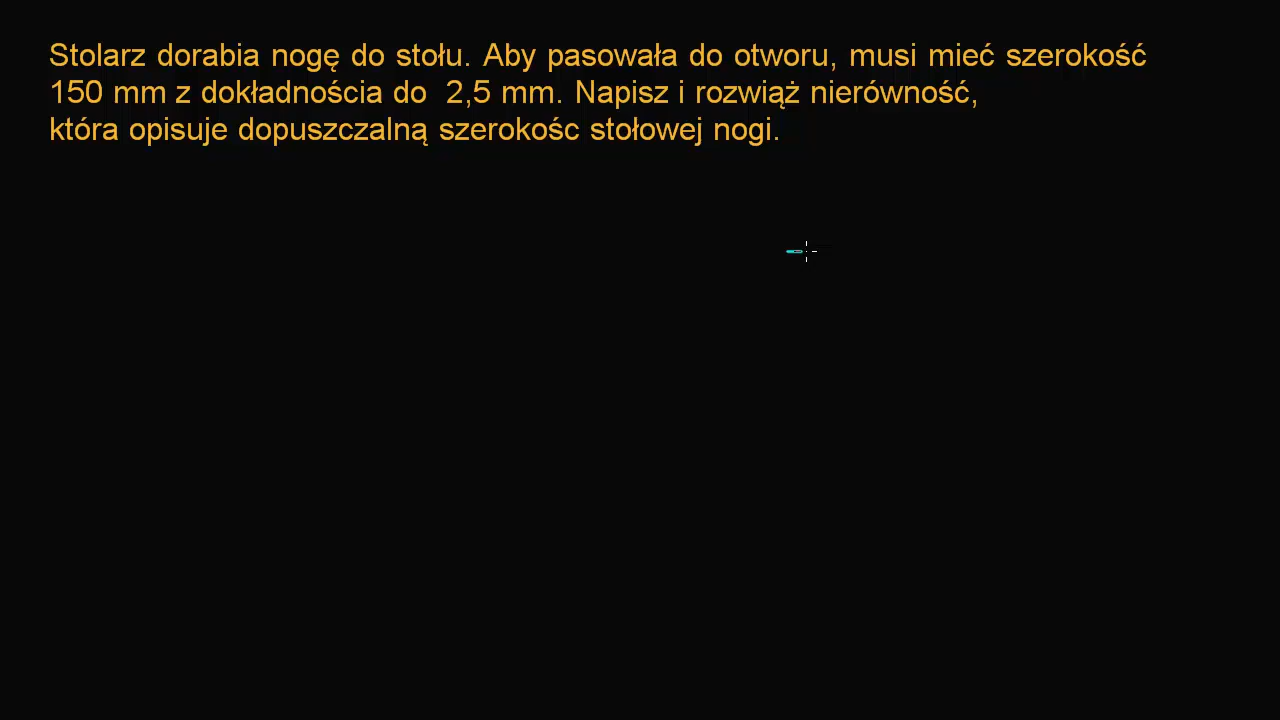 Stolarz dorabia nogę do stołu. Aby pasowała do otworu, musi mieć szerokość
150 mm z dokładnościa do 2,5 mm. Napisz i rozwiąż nierówność,
która opisuje dopuszczalną szerokośc stołowej nogi.